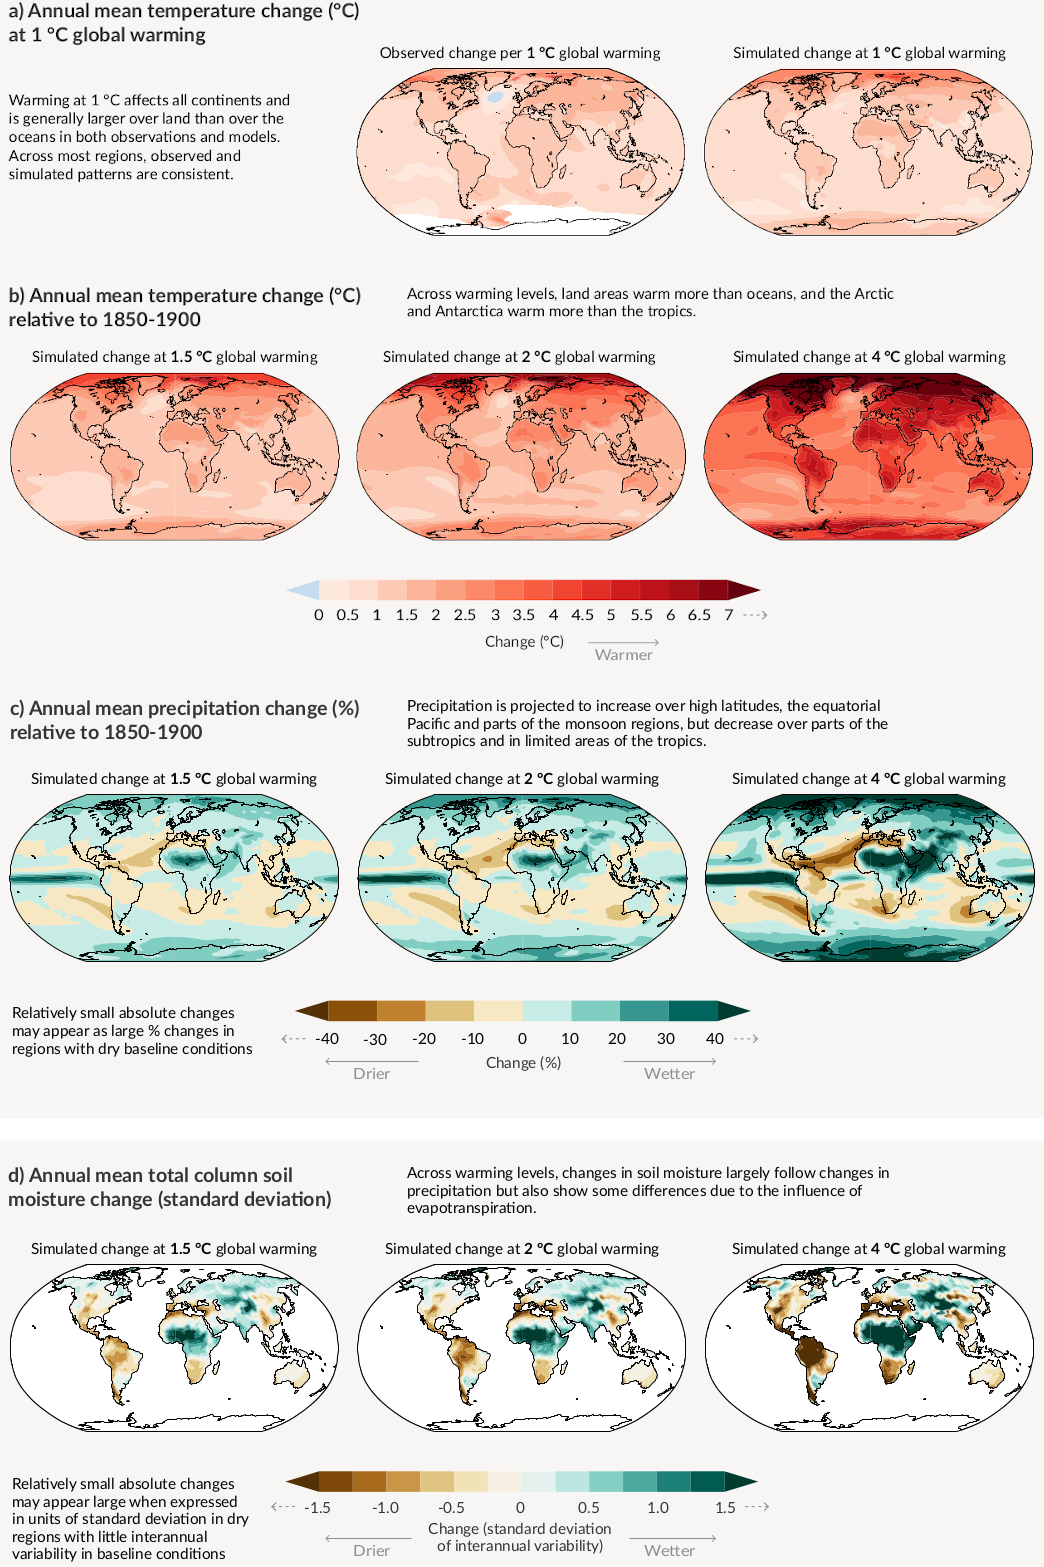 a) Annual mean temperature change (°C)
at 1 °C global warming
Observed change per 1 °C global warming
Simulated change at 1 °C global warming
Warming at 1 °C affects all continents and
is generally larger over land than over the
oceans in both observations and models.
Across most regions, observed and
simulated patterns are consistent.
b) Annual mean temperature change (°C)
relative to 1850-1900
Across warming levels, land areas warm more than oceans, and the Arctic
and Antarctica warm more than the tropics.
Simulated change at 1.5 °C global warming
Simulated change at 2 °C global warming
Simulated change at 4 °C global warming
0 0.5 1 1.5 2 2.5 3 3.5 4 4.5 5 5.5 6 6.5 7
Change (°C)
Warmer
c) Annual mean precipitation change (%)
relative to 1850-1900
Precipitation is projected to increase over high latitudes, the equatorial
Pacific and parts of the monsoon regions, but decrease over parts of the
subtropics and in limited areas of the tropics.
Simulated change at 1.5 °C global warming
Simulated change at 2 °C global warming
Simulated change at 4 °C global warming
Relatively small absolute changes
may appear as large % changes in
regions with dry baseline conditions
-40 -30 -20 -10 0 10 20 30 40
Change (%)
Drier
Wetter
d) Annual mean total column soil
moisture change (standard deviation)
Across warming levels, changes in soil moisture largely follow changes in
precipitation but also show some differences due to the influence of
evapotranspiration.
Simulated change at 1.5 °C global warming
Simulated change at 2 °C global warming
Simulated change at 4 °C global warming
Relatively small absolute changes
may appear large when expressed
in units of standard deviation in dry
regions with little interannual
variability in baseline conditions
-1.5 -1.0 -0.5 0 0.5 1.0 1.5
Change (standard deviation
of interannual variability)
Drier
Wetter